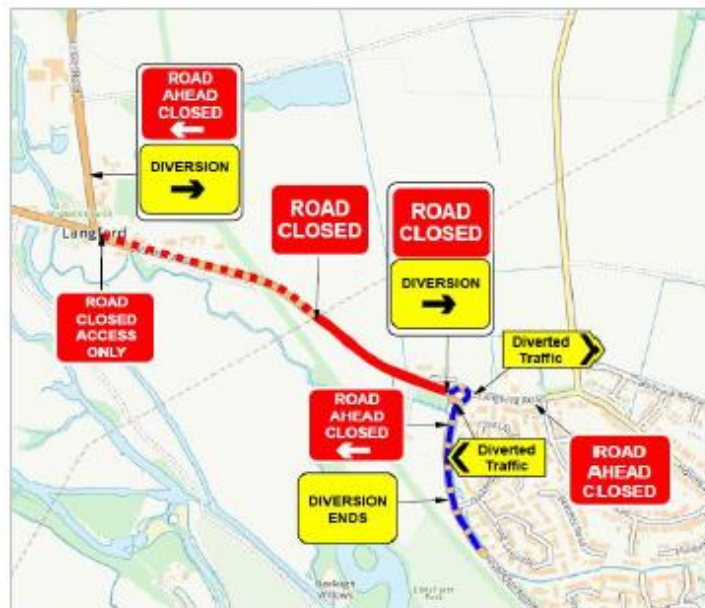 ROAD
AHEAD
CLOSED
DIVERSION
ROAD
CLOSED
ROAD
CLOSED
DIVERSION
Langford
ROAD
CLOSED
ACCESS
ONLY
Diverted
Traffic
ROAD
AHEAD
CLOSED
Diverted
Traffic
ROAD
AHEAD
CLOSED
DIVERSION
ENDS